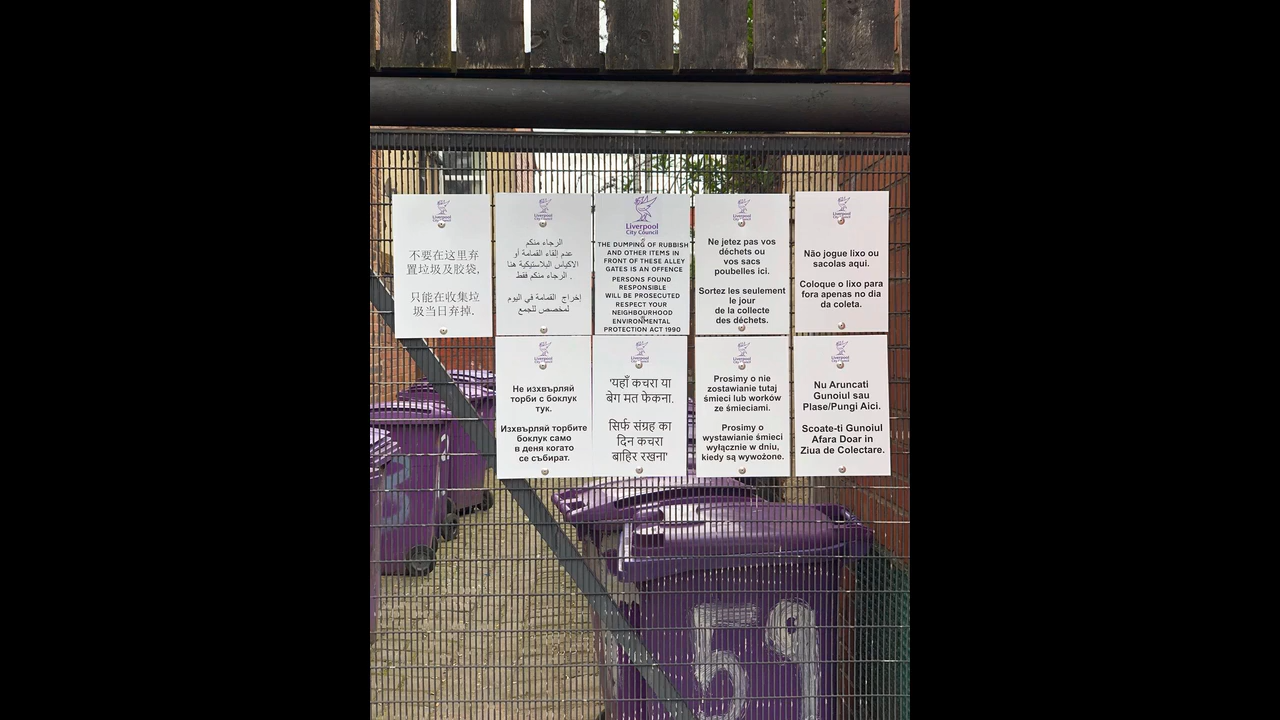 不要在这里弃
置垃圾及胶袋,
只能在收集垃
圾当日弃掉.
الرجاء منكم
عدم إلقاء القمامة أو
الاكياس البلاستيكية هنا
. الرجاء منكم فقط
إخراج القمامة في اليوم
لمخصص للجمع
Liverpool
City Council
THE DUMPING OF RUBBISH
AND OTHER ITEMS IN
FRONT OF THESE ALLEY
GATES IS AN OFFENCE
PERSONS FOUND
RESPONSIBLE
WILL BE PROSECUTED
RESPECT YOUR
NEIGHBOURHOOD
ENVIRONMENTAL
PROTECTION ACT 1990
Ne jetez pas vos
déchets ou
vos sacs
poubelles ici.
Sortez les seulement
le jour
de la collecte
des déchets.
Não jogue lixo ou
sacolas aqui.
Coloque o lixo para
fora apenas no dia
da coleta.
Не изхвърляй
торби с боклук
тук.
Изхвърляй торбите
боклук само
в деня когато
се събират.
'यहाँ कचरा या
बेग मत फेकना.
सिर्फ संग्रह का
दिन कचरा
बाहिर रखना'
Prosimy o nie
zostawianie tutaj
śmieci lub worków
ze śmieciami.
Prosimy o
wystawianie śmieci
wyłącznie w dniu,
kiedy są wywożone.
Nu Aruncati
Gunoiul sau
Plase/Pungi Aici.
Scoate-ti Gunoiul
Afara Doar in
Ziua de Colectare.
59